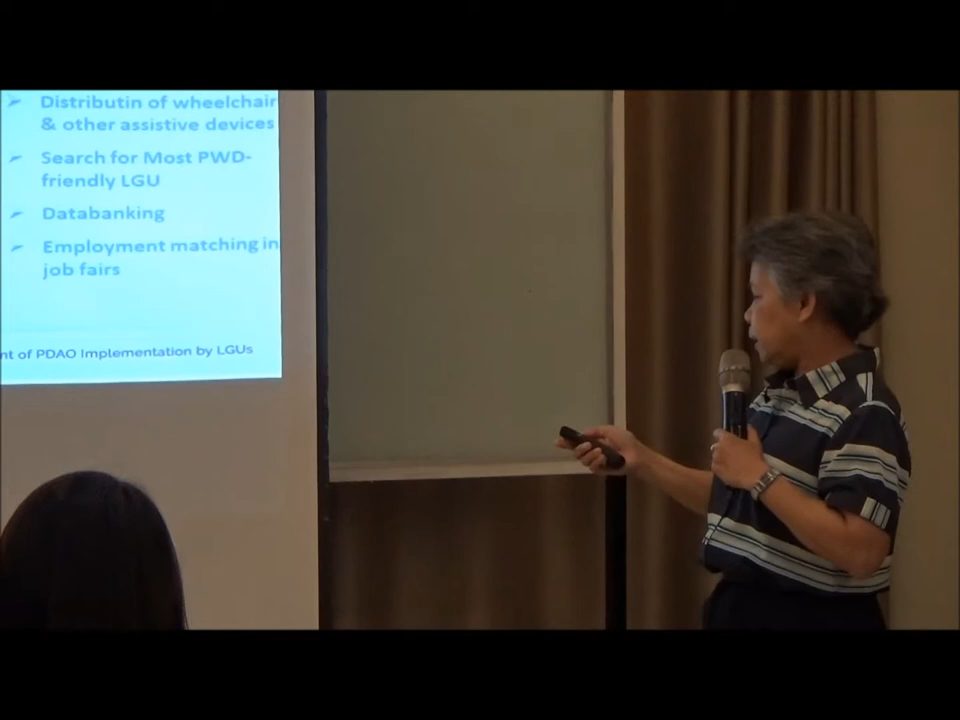 Distributin of wheelchair
& other assistive devices
Search for Most PWD-
friendly LGU
Databanking
Employment matching in
job fairs
nt of PDAO Implementation by LGUs